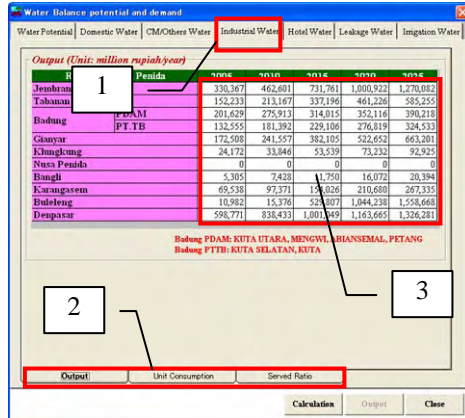 Water Balance potential and demand
Water Potential Domestic Water CM/Others Water Industrial Water Hotel Water Leakage Water Irrigation Water
Output (Unit: million rupiah/year)
Penida 2005 2010 2015 2020 2025
Jembran 330,367 462,601 731,761 1,000,922 1,270,082
Tabanan 152,233 213,167 337,196 461,226 585,255
Badung PDAM 201,629 275,913 314,015 352,116 390,218
PT.TB 132,555 181,392 229,106 276,819 324,533
Gianyar 172,508 241,557 382,105 522,652 663,201
Klungkung 24,172 33,846 53,539 73,232 92,925
Nusa Penida 0 0 0 0 0
Bangli 5,305 7,428 11,750 16,072 20,394
Karangasem 69,538 97,371 210,680 267,335
Buleleng 10,982 15,376 1,044,238 1,558,668
Denpasar 598,771 838,433 1,163,665 1,326,281
Badung PDAM: KUTA UTARA, MENGWI, ABIANSEMAL, PETANG
Badung PTTB: KUTA SELATAN, KUTA
1
2
3
Output Unit Consumption Served Ratio
Calculation Output Close